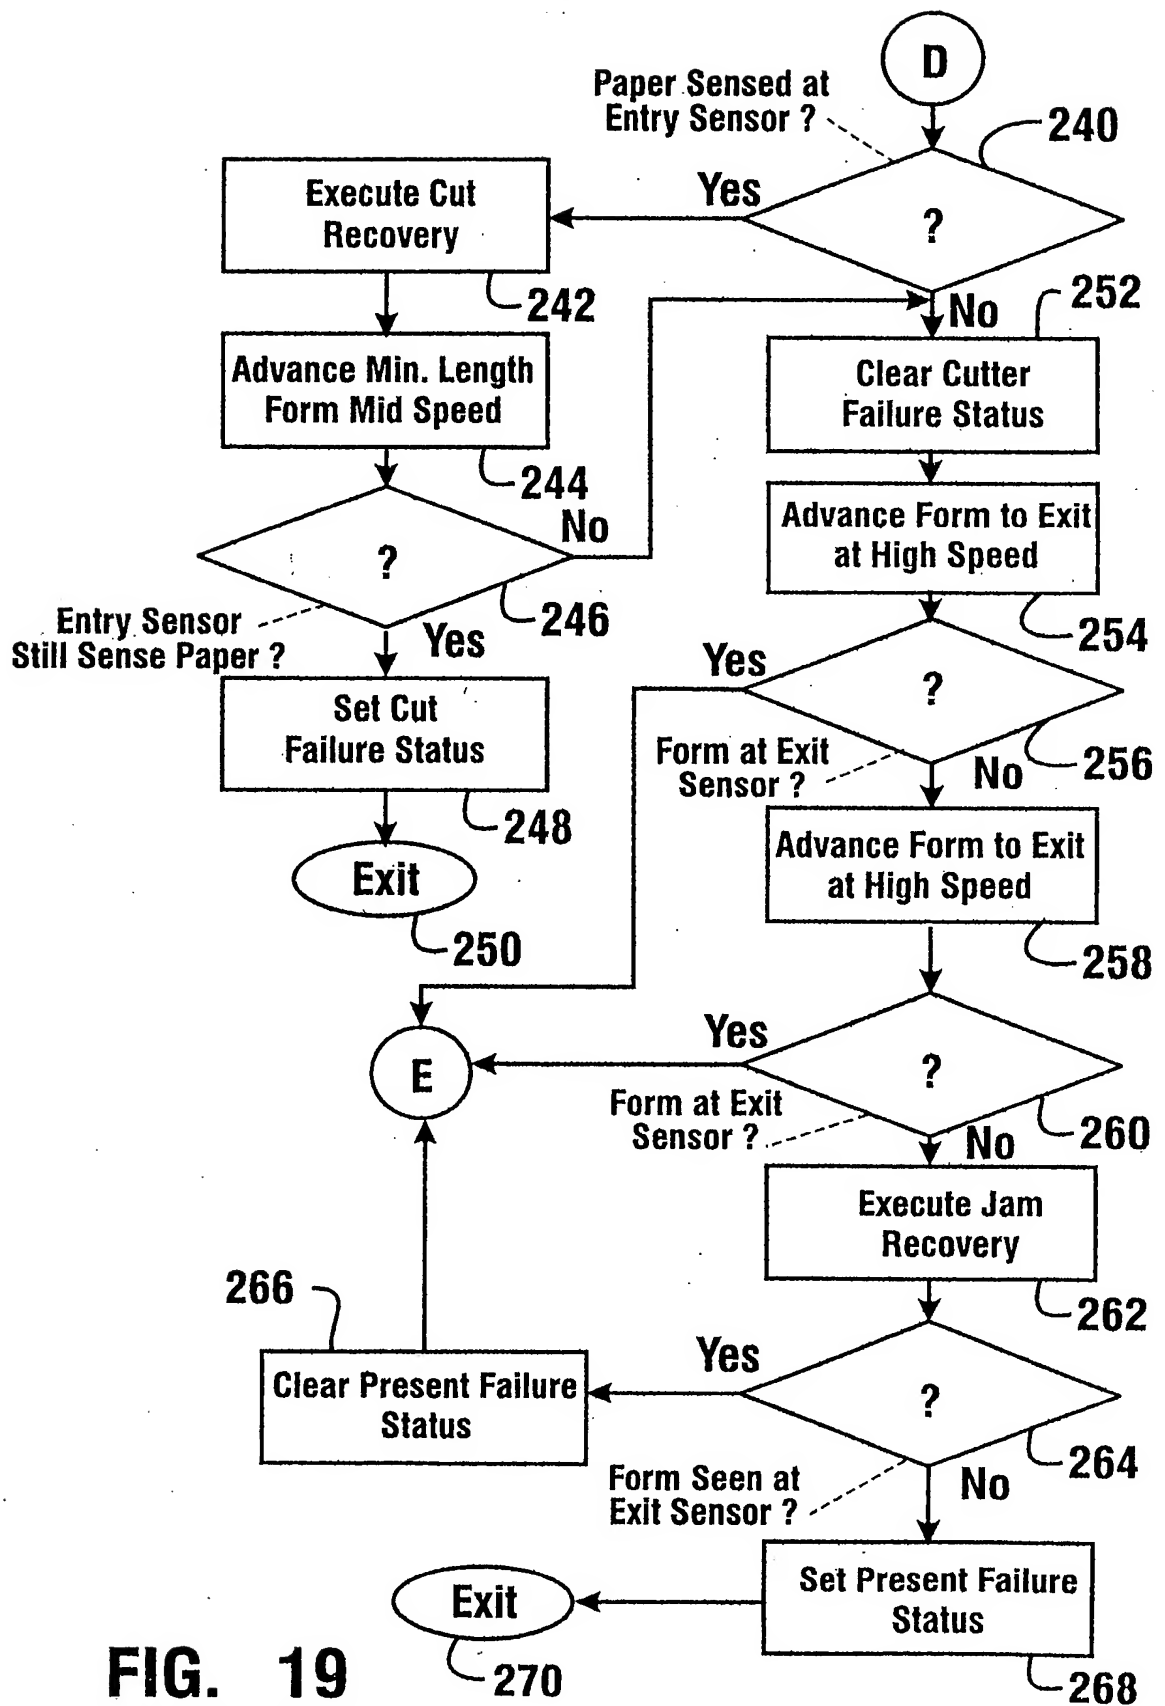 D
Paper Sensed at
Entry Sensor ?
240
Yes
?
Execute Cut
Recovery
242
No
252
Advance Min. Length
Form Mid Speed
244
Clear Cutter
Failure Status
No
?
246
Entry Sensor
Still Sense Paper ?
Yes
Advance Form to Exit
at High Speed
254
Yes
?
256
Form at Exit
Sensor ?
No
Set Cut
Failure Status
248
Exit
250
Advance Form to Exit
at High Speed
258
E
Yes
?
260
Form at Exit
Sensor ?
No
Execute Jam
Recovery
262
266
Clear Present Failure
Status
Yes
?
264
Form Seen at
Exit Sensor ?
No
Set Present Failure
Status
268
Exit
270
FIG. 19